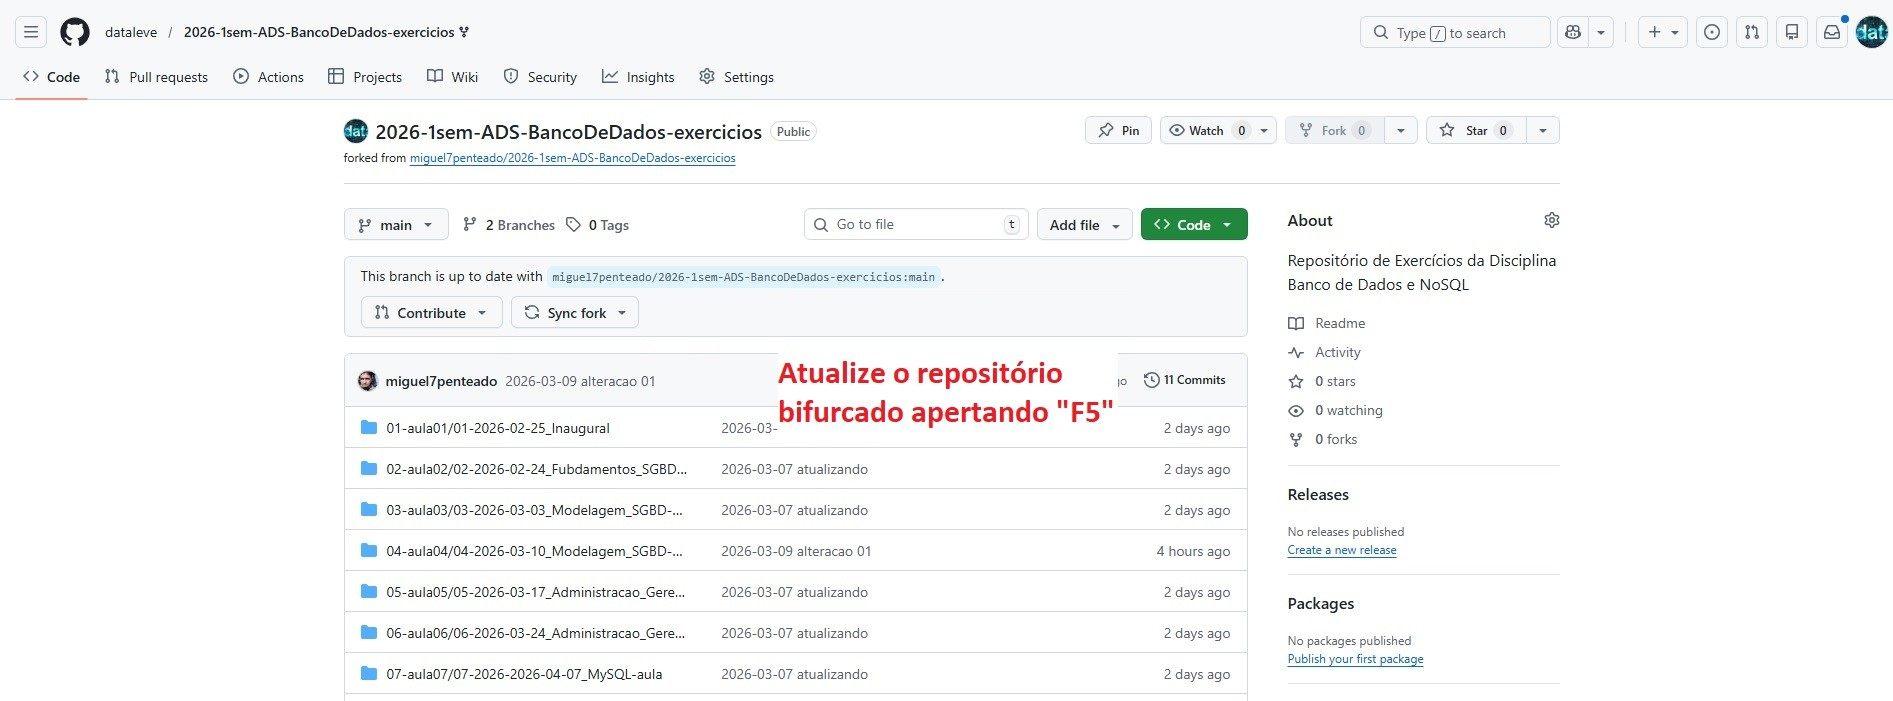 dataleve / 2026-1sem-ADS-BancoDeDados-exercicios
Type / to search
Code Pull requests Actions Projects Wiki Security Insights Settings
2026-1sem-ADS-BancoDeDados-exercicios Public
Pin Watch 0 Fork 0 Star 0
forked from miguel7penteado/2026-1sem-ADS-BancoDeDados-exercicios
main 2 Branches 0 Tags Go to file t Add file Code
This branch is up to date with miguel7penteado/2026-1sem-ADS-BancoDeDados-exercicios:main .
Contribute Sync fork
miguel7penteado 2026-03-09 alteracao 01 11 Commits
Atualize o repositório
bifurcado apertando "F5"
01-aula01/01-2026-02-25_Inaugural 2026-03- 2 days ago
02-aula02/02-2026-02-24_Fubdamentos_SGBD... 2026-03-07 atualizando 2 days ago
03-aula03/03-2026-03-03_Modelagem_SGBD-... 2026-03-07 atualizando 2 days ago
04-aula04/04-2026-03-10_Modelagem_SGBD-... 2026-03-09 alteracao 01 4 hours ago
05-aula05/05-2026-03-17_Administracao_Gere... 2026-03-07 atualizando 2 days ago
06-aula06/06-2026-03-24_Administracao_Gere... 2026-03-07 atualizando 2 days ago
07-aula07/07-2026-2026-04-07_MySQL-aula 2026-03-07 atualizando 2 days ago
About
Repositório de Exercícios da Disciplina
Banco de Dados e NoSQL
Readme
Activity
0 stars
0 watching
0 forks
Releases
No releases published
Create a new release
Packages
No packages published
Publish your first package